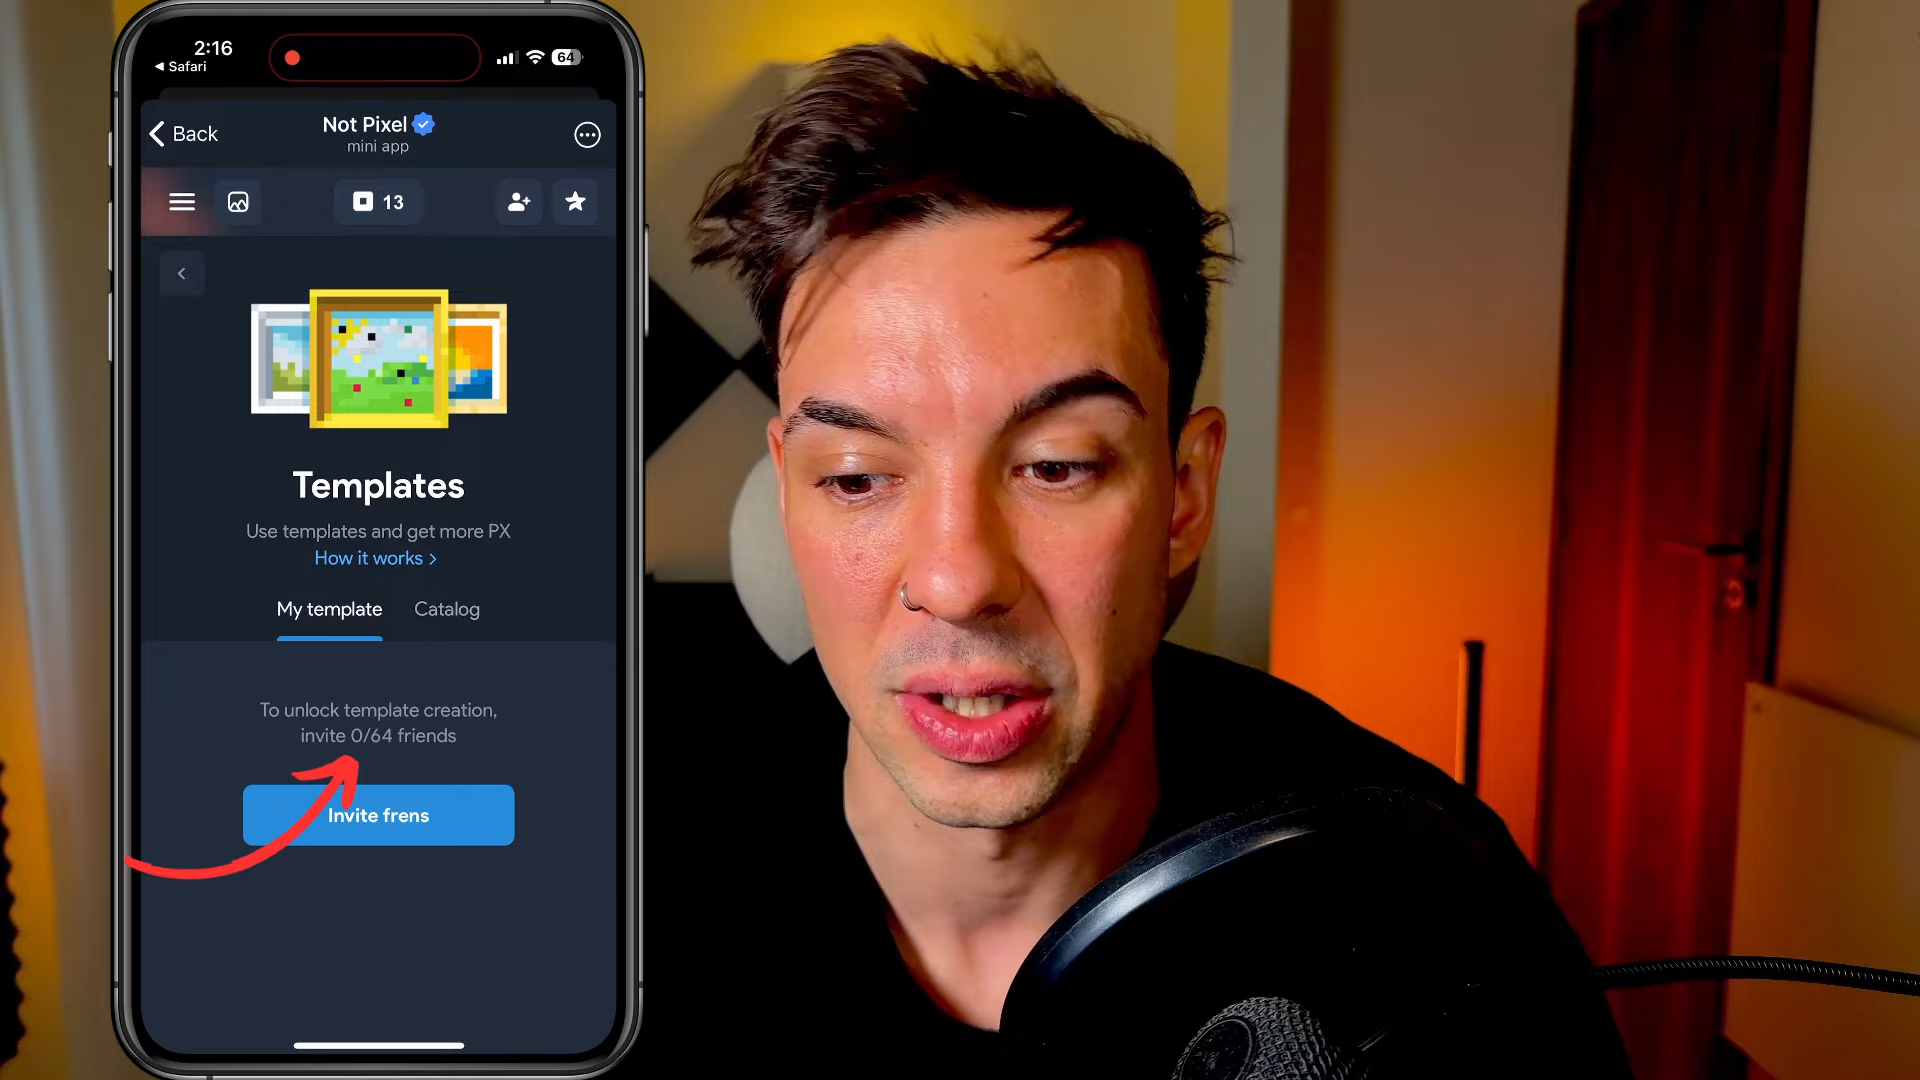 2:16
64
Safari
Back
Not Pixel
mini app
13
Templates
Use templates and get more PX
How it works >
My template
Catalog
To unlock template creation,
invite 0/64 friends
Invite frens